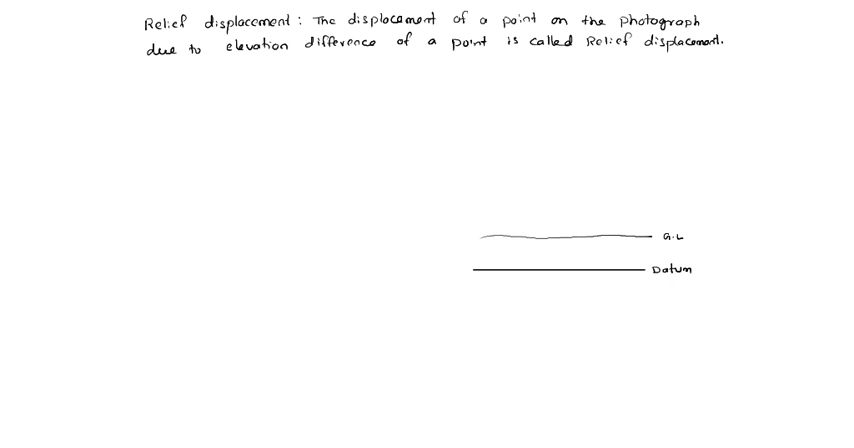 Relief displacement : The displacement of a point on the photograph
due to elevation difference of a point is called Relief displacement.
G.L
Datum